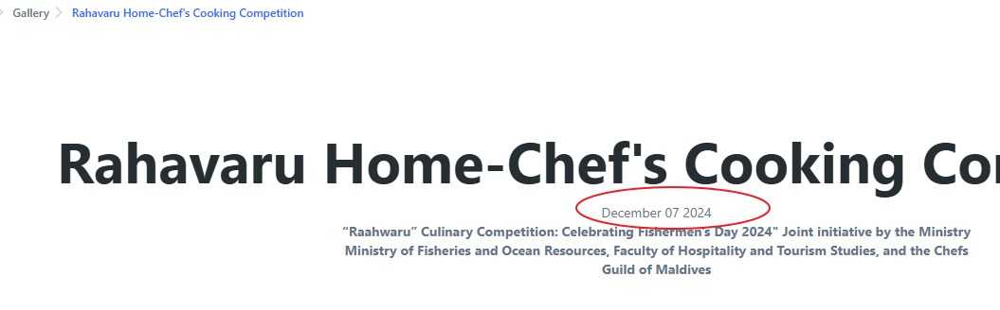 Gallery > Rahavaru Home-Chef's Cooking Competition
Rahavaru Home-Chef's Cooking
December 07 2024
“Raahwaru” Culinary Competition: Celebrating Fishermen's Day 2024" Joint initiative by the Ministry
Ministry of Fisheries and Ocean Resources, Faculty of Hospitality and Tourism Studies, and the Chefs
Guild of Maldives